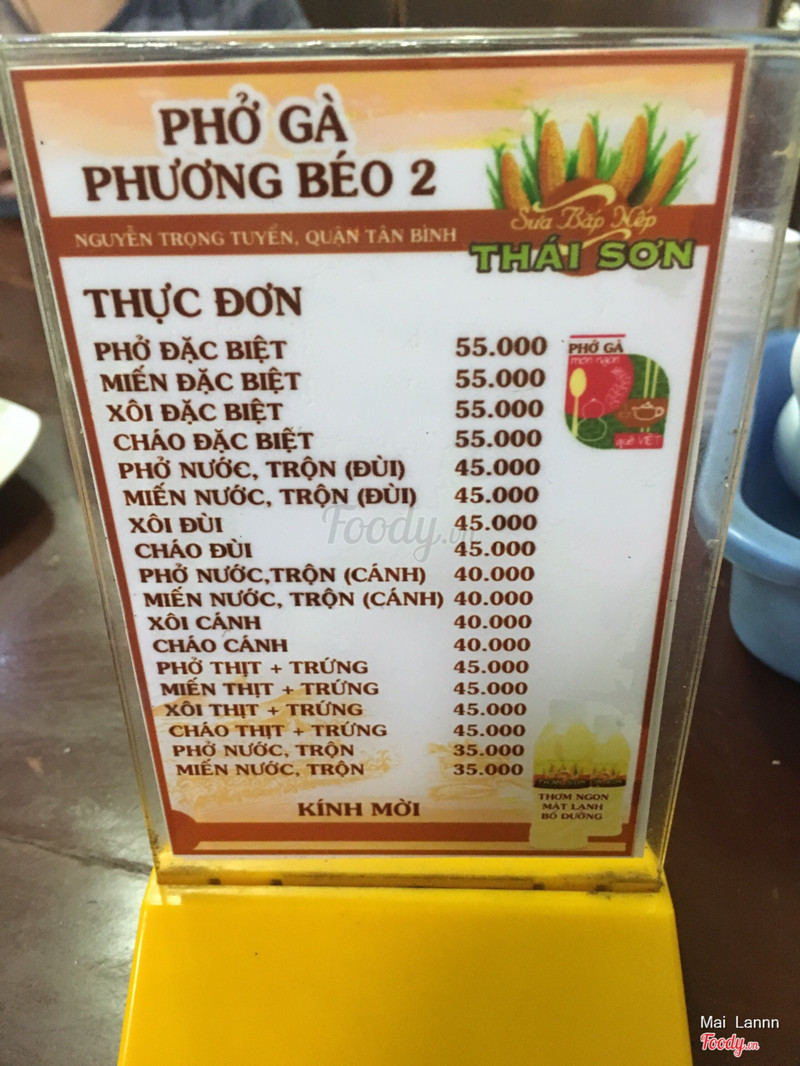 PHỞ GÀ
PHƯƠNG BÉO 2
Sữa Bắp Nếp
THÁI SƠN
NGUYỄN TRỌNG TUYỂN, QUẬN TÂN BÌNH
THỰC ĐƠN
PHỞ ĐẶC BIỆT 55.000
MIẾN ĐẶC BIỆT 55.000
XÔI ĐẶC BIỆT 55.000
CHÁO ĐẶC BIỆT 55.000
PHỞ NƯỚC, TRỘN (ĐÙI) 45.000
MIẾN NƯỚC, TRỘN (ĐÙI) 45.000
XÔI ĐÙI 45.000
CHÁO ĐÙI 45.000
PHỞ NƯỚC,TRỘN (CÁNH) 40.000
MIẾN NƯỚC, TRỘN (CÁNH) 40.000
XÔI CÁNH 40.000
CHÁO CÁNH 40.000
PHỞ THỊT + TRỨNG 45.000
MIẾN THỊT + TRỨNG 45.000
XÔI THỊT + TRỨNG 45.000
CHÁO THỊT + TRỨNG 45.000
PHỞ NƯỚC, TRỘN 35.000
MIẾN NƯỚC, TRỘN 35.000
KÍNH MỜI
PHỞ GÀ
món ngon
quê VIỆT
THƠM NGON
MÁT LẠNH
BỔ DƯỠNG
Foody.vn
Mai Lannn
Foody.vn